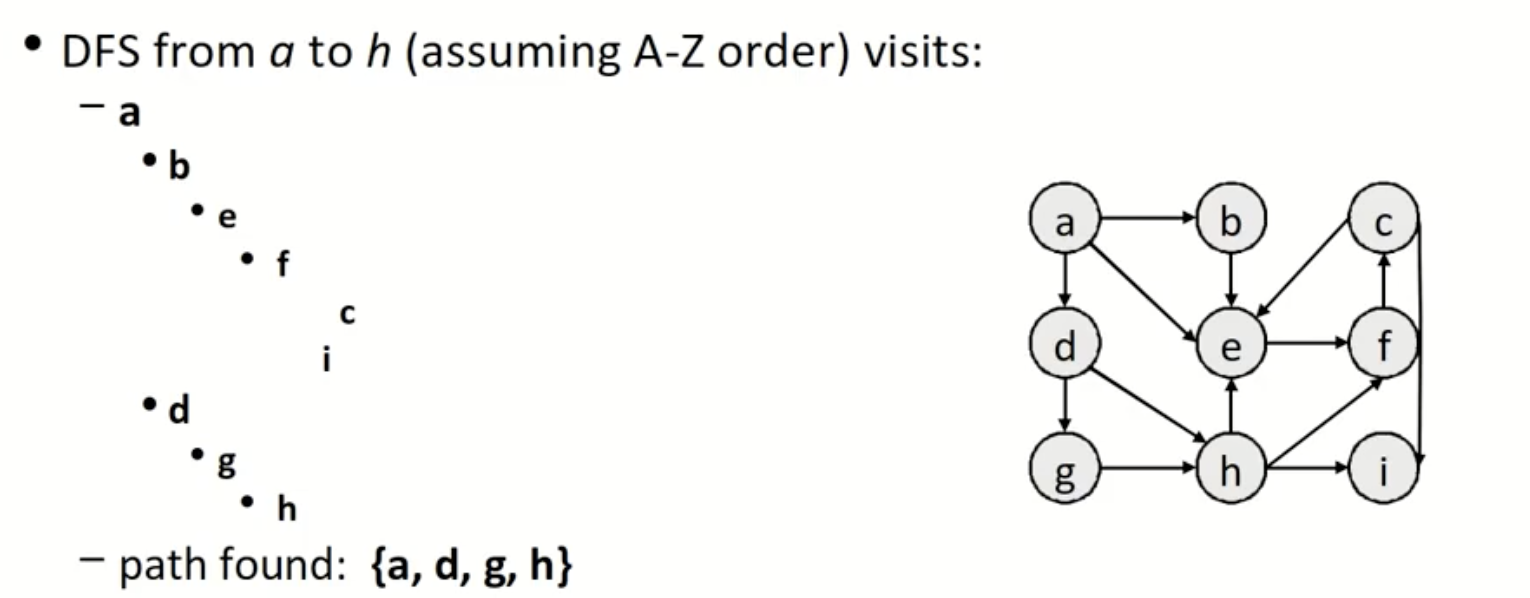 • DFS from a to h (assuming A-Z order) visits:
– a
• b
• e
• f
c
i
• d
• g
• h
– path found: {a, d, g, h}
a b c
d e f
g h i